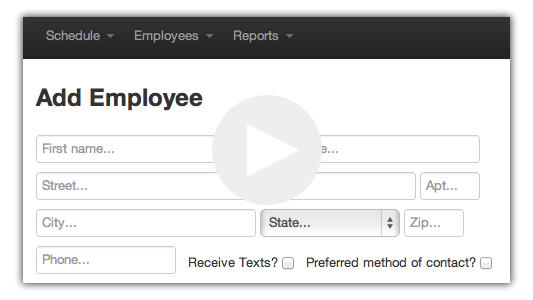 Schedule Employees Reports
Add Employee
First name... e...
Street... Apt...
City... State... Zip...
Phone... Receive Texts? Preferred method of contact?